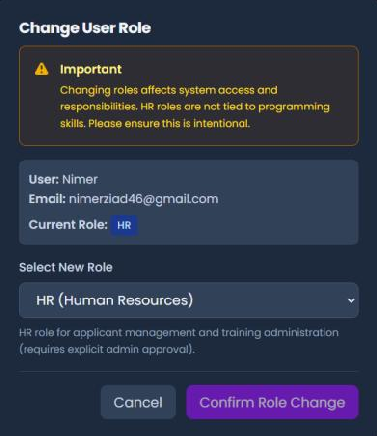 Change User Role
Important
Changing roles affects system access and
responsibilities. HR roles are not tied to programming
skills. Please ensure this is intentional.
User: Nimer
Email: nimerziad46@gmail.com
Current Role: HR
Select New Role
HR (Human Resources)
HR role for applicant management and training administration
(requires explicit admin approval).
Cancel Confirm Role Change